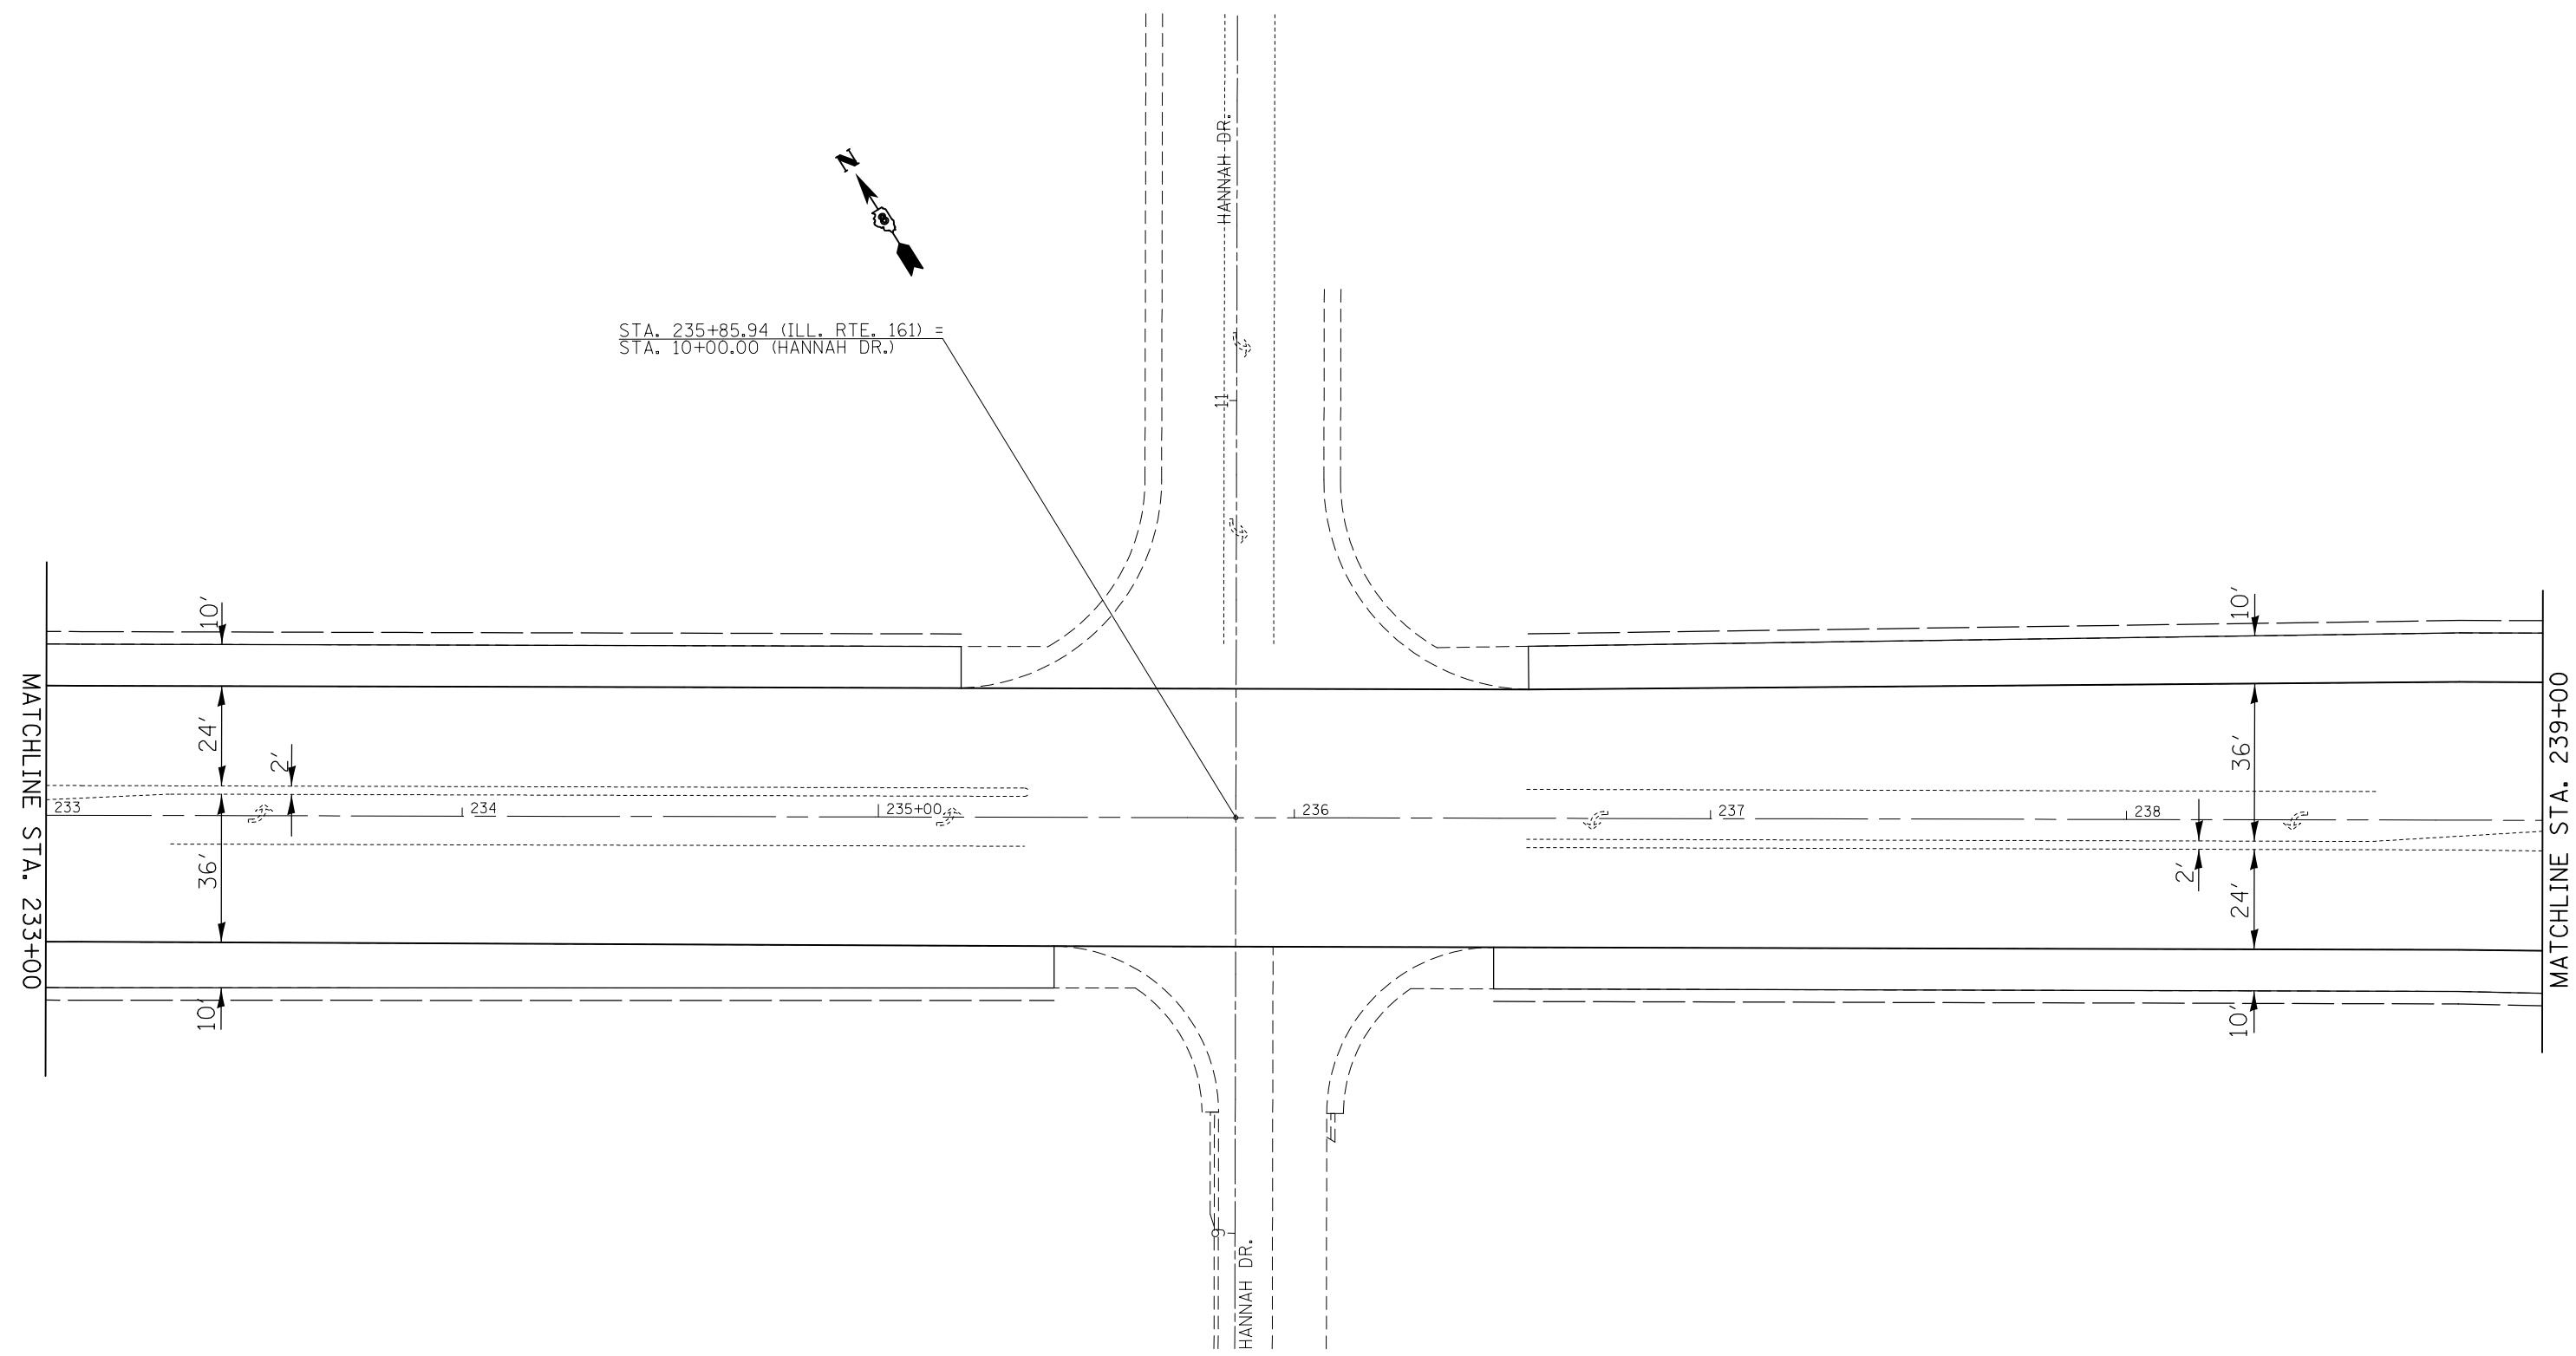 HANNAH DR.
N
8
STA. 235+85.94 (ILL. RTE. 161) =
STA. 10+00.00 (HANNAH DR.)
11
10'
10'
MATCHLINE STA. 233+00
MATCHLINE STA. 239+00
24'
2'
36'
233
234
235+00
236
237
238
36'
2'
24'
10'
10'
9
HANNAH DR.